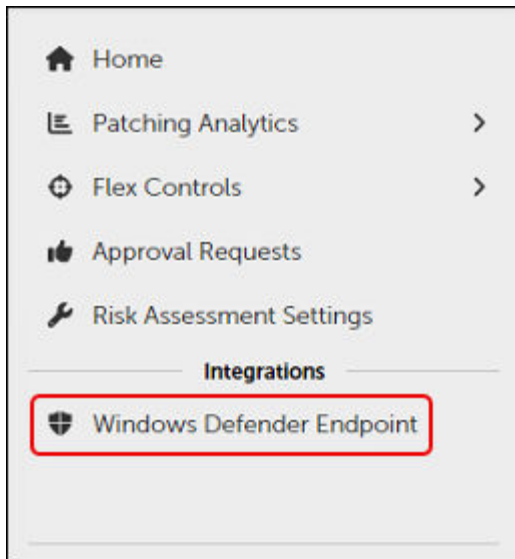 Home
Patching Analytics
Flex Controls
Approval Requests
Risk Assessment Settings
Integrations
Windows Defender Endpoint